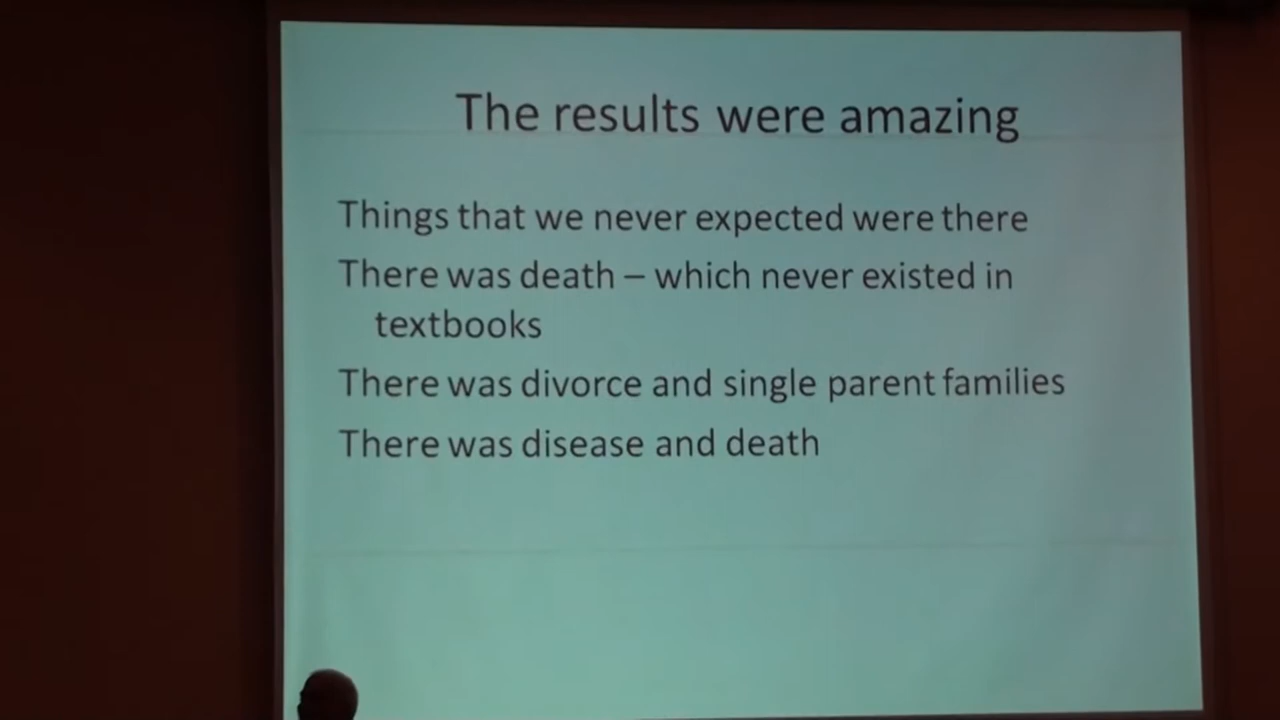 The results were amazing
Things that we never expected were there
There was death – which never existed in
textbooks
There was divorce and single parent families
There was disease and death